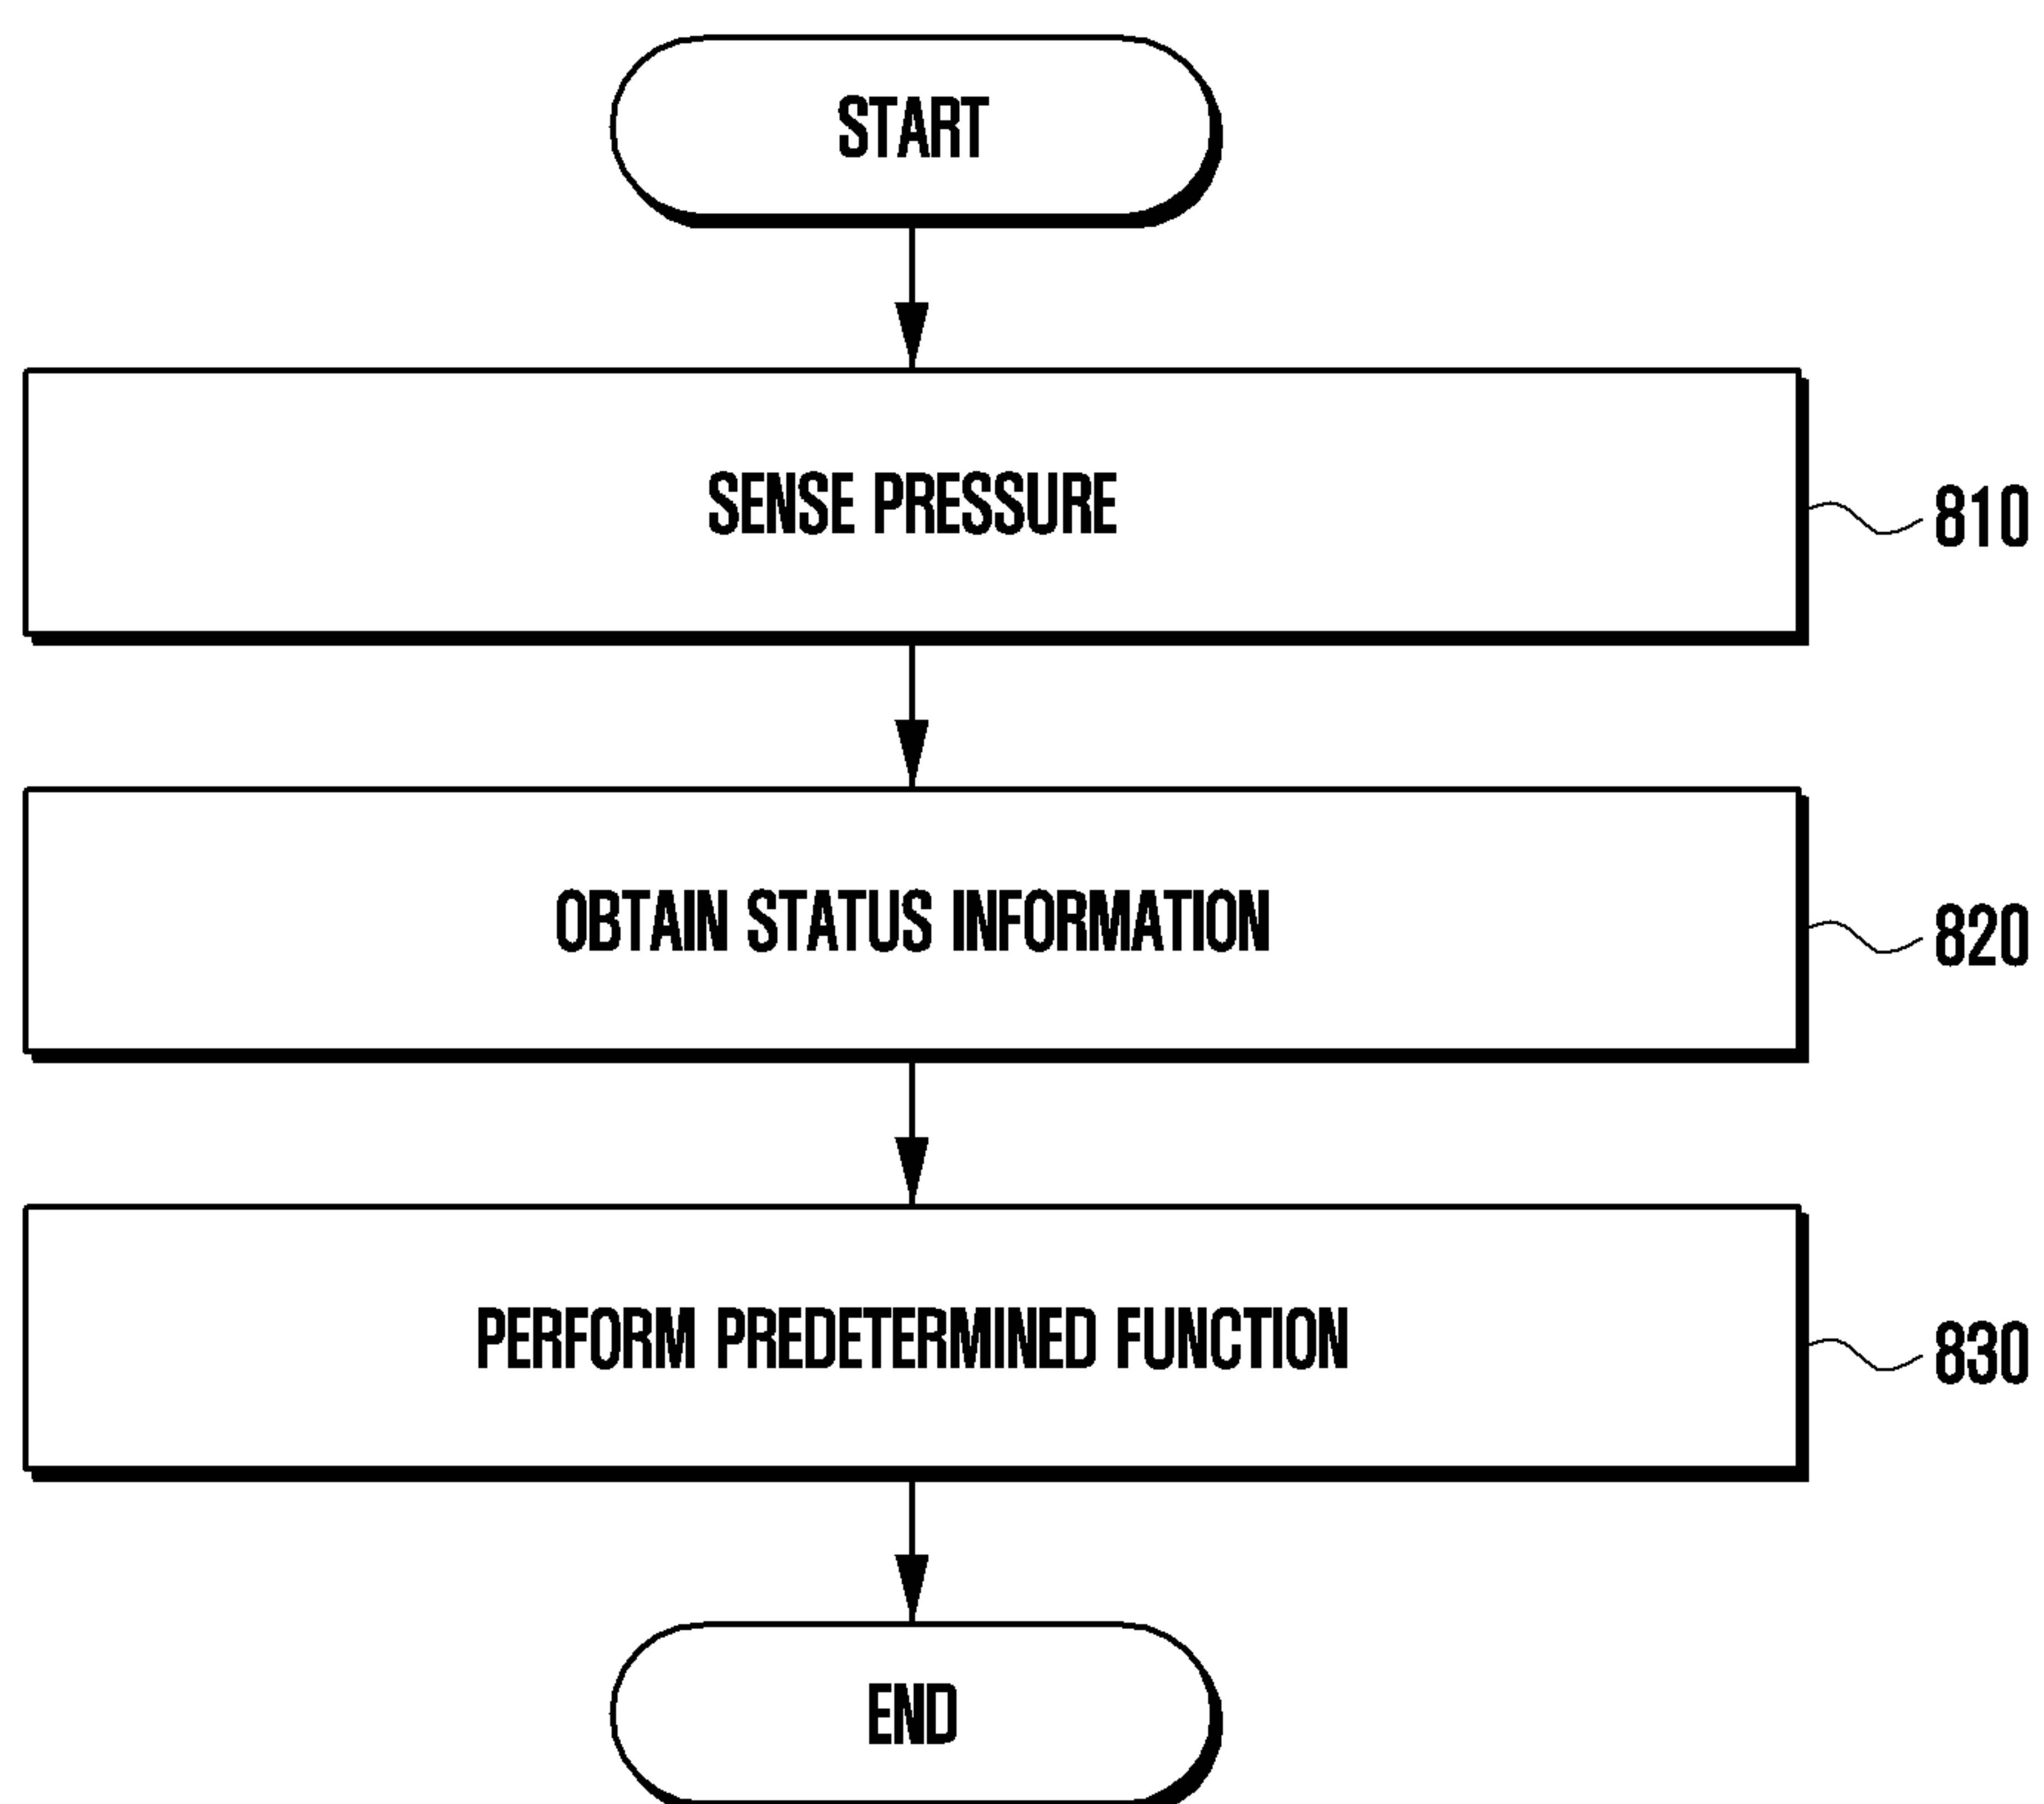 START
SENSE PRESSURE
810
OBTAIN STATUS INFORMATION
820
PERFORM PREDETERMINED FUNCTION
830
END